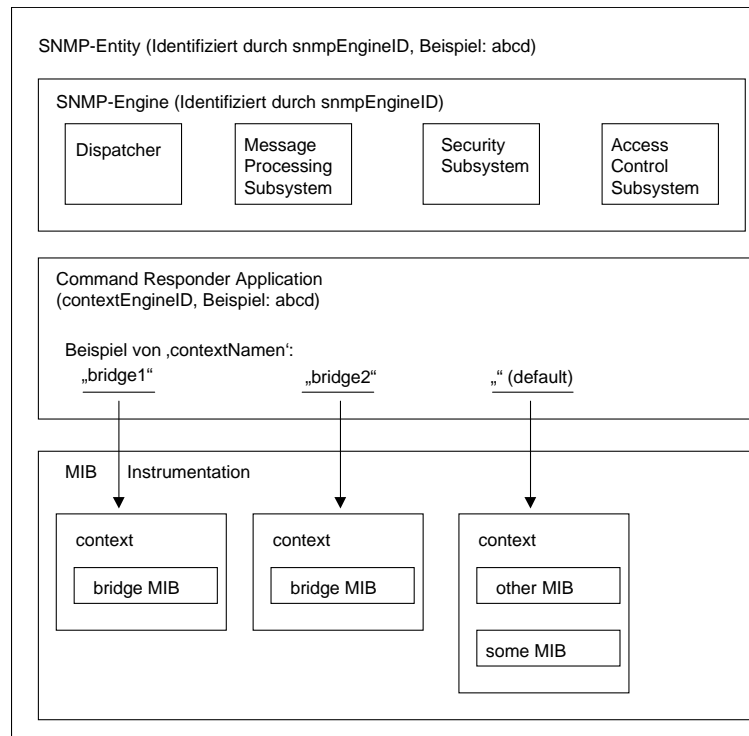 SNMP-Entity (Identifiziert durch snmpEngineID, Beispiel: abcd)
SNMP-Engine (Identifiziert durch snmpEngineID)
Dispatcher
Message
Processing
Subsystem
Security
Subsystem
Access
Control
Subsystem
Command Responder Application
(contextEngineID, Beispiel: abcd)
Beispiel von ‚contextNamen‘:
„bridge1“ „bridge2“ „“ (default)
MIB Instrumentation
context
bridge MIB
context
bridge MIB
context
other MIB
some MIB